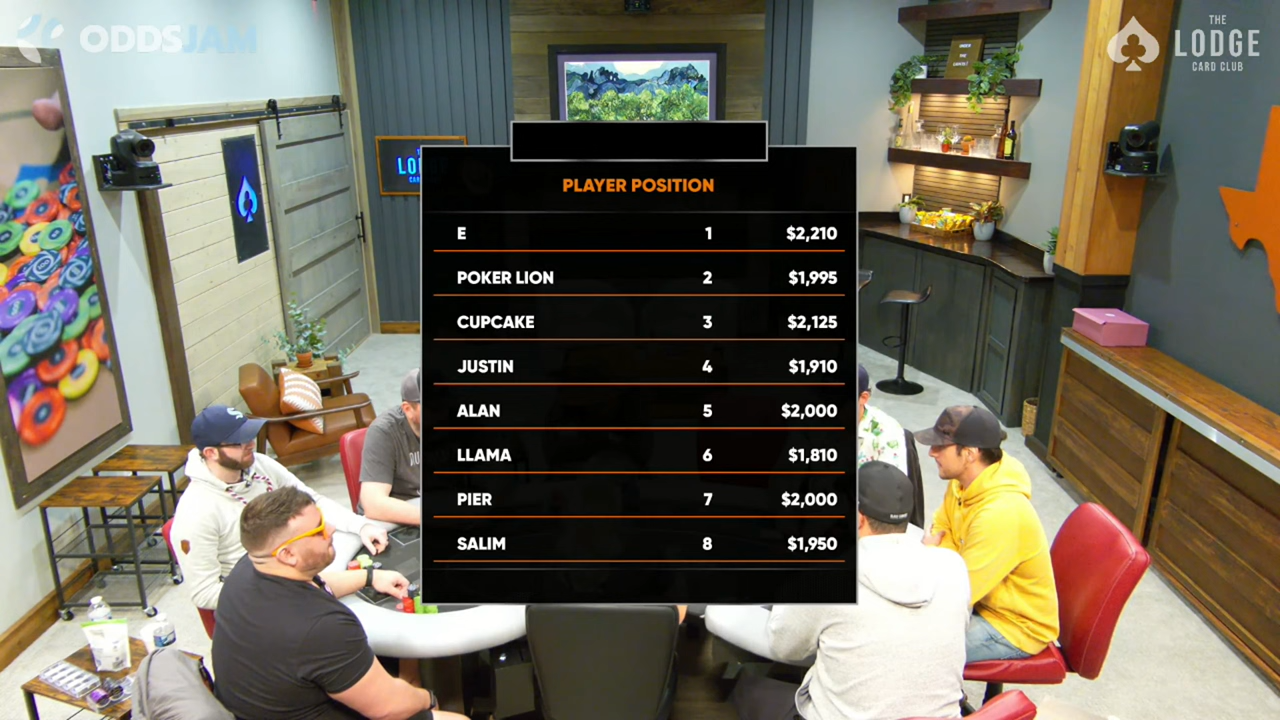 ODDSJAM
THE
LODGE
CARD CLUB
PLAYER POSITION
E 1 $2,210
POKER LION 2 $1,995
CUPCAKE 3 $2,125
JUSTIN 4 $1,910
ALAN 5 $2,000
LLAMA 6 $1,810
PIER 7 $2,000
SALIM 8 $1,950
LO